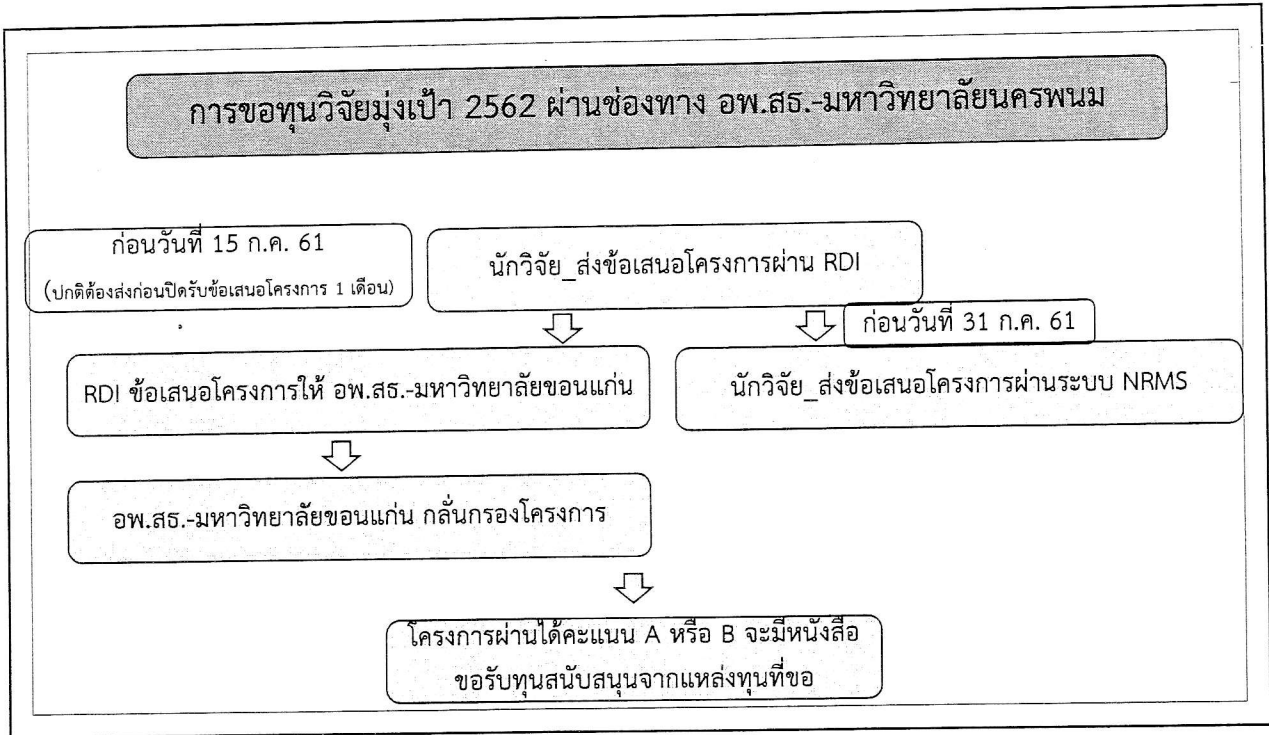 การขอทุนวิจัยมุ่งเป้า 2562 ผ่านช่องทาง อพ.สธ.-มหาวิทยาลัยนครพนม
ก่อนวันที่ 15 ก.ค. 61
(ปกติต้องส่งก่อนปิดรับข้อเสนอโครงการ 1 เดือน)
นักวิจัย_ส่งข้อเสนอโครงการผ่าน RDI
ก่อนวันที่ 31 ก.ค. 61
RDI ข้อเสนอโครงการให้ อพ.สธ.-มหาวิทยาลัยขอนแก่น
นักวิจัย_ส่งข้อเสนอโครงการผ่านระบบ NRMS
อพ.สธ.-มหาวิทยาลัยขอนแก่น กลั่นกรองโครงการ
โครงการผ่านได้คะแนน A หรือ B จะมีหนังสือ
ขอรับทุนสนับสนุนจากแหล่งทุนที่ขอ